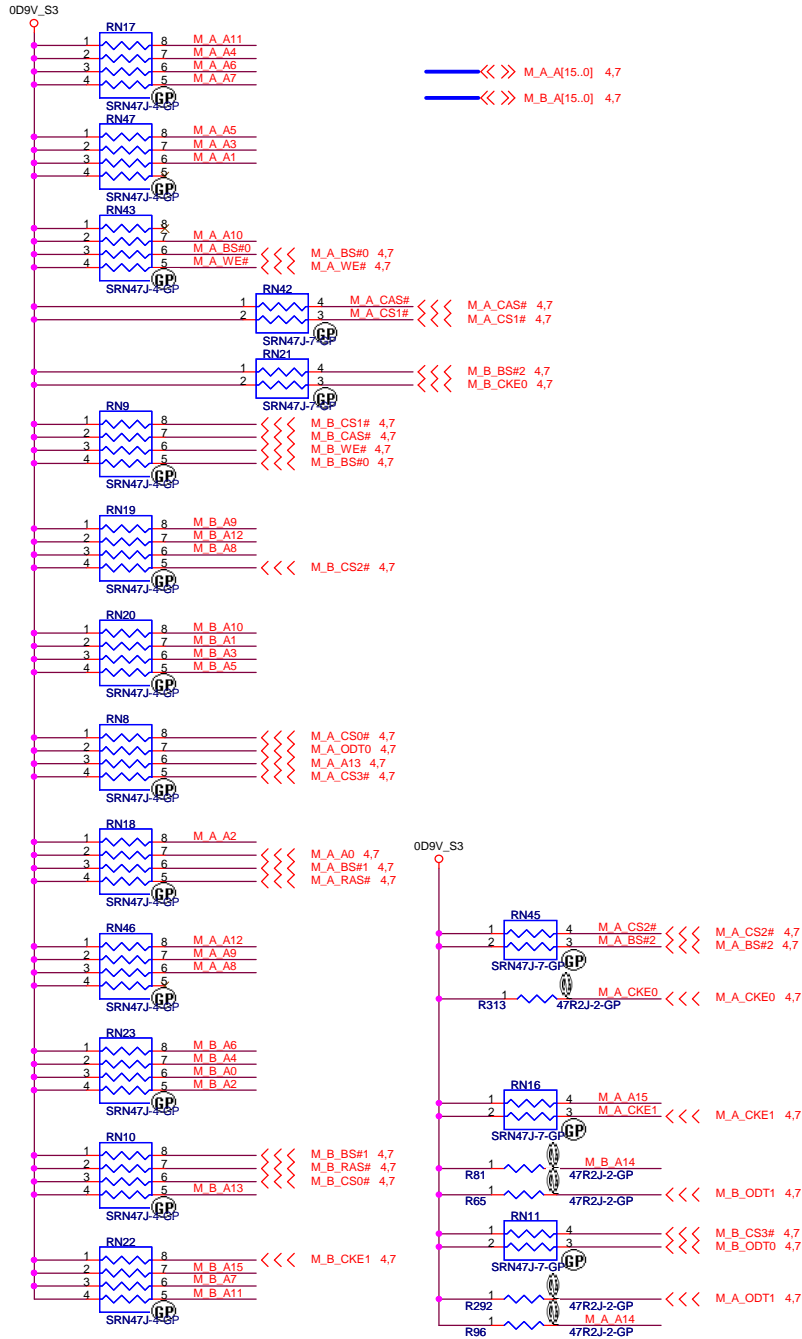 0D9V_S3
RN17
1 8 M_A_A11
2 7 M_A_A4
3 6 M_A_A6
4 5 M_A_A7
GP
SRN47J-4-GP
M_A_A[15..0] 4,7
M_B_A[15..0] 4,7
RN47
1 8 M_A_A5
2 7 M_A_A3
3 6 M_A_A1
4 5
GP
SRN47J-4-GP
RN43
1 8
2 7 M_A_A10
3 6 M_A_BS#0 M_A_BS#0 4,7
4 5 M_A_WE# M_A_WE# 4,7
GP
SRN47J-4-GP
RN42
1 4 M_A_CAS# M_A_CAS# 4,7
2 3 M_A_CS1# M_A_CS1# 4,7
GP
SRN47J-7-GP
RN21
1 4 M_B_BS#2 4,7
2 3 M_B_CKE0 4,7
GP
SRN47J-7-GP
RN9
1 8 M_B_CS1# 4,7
2 7 M_B_CAS# 4,7
3 6 M_B_WE# 4,7
4 5 M_B_BS#0 4,7
GP
SRN47J-4-GP
RN19
1 8 M_B_A9
2 7 M_B_A12
3 6 M_B_A8
4 5 M_B_CS2# 4,7
GP
SRN47J-4-GP
RN20
1 8 M_B_A10
2 7 M_B_A1
3 6 M_B_A3
4 5 M_B_A5
GP
SRN47J-4-GP
RN8
1 8 M_A_CS0# 4,7
2 7 M_A_ODT0 4,7
3 6 M_A_A13 4,7
4 5 M_A_CS3# 4,7
GP
SRN47J-4-GP
RN18
1 8 M_A_A2
2 7 M_A_A0 4,7
3 6 M_A_BS#1 4,7
4 5 M_A_RAS# 4,7
GP
SRN47J-4-GP
RN46
1 8 M_A_A12
2 7 M_A_A9
3 6 M_A_A8
4 5
GP
SRN47J-4-GP
RN23
1 8 M_B_A6
2 7 M_B_A4
3 6 M_B_A0
4 5 M_B_A2
GP
SRN47J-4-GP
RN10
1 8 M_B_BS#1 4,7
2 7 M_B_RAS# 4,7
3 6 M_B_CS0# 4,7
4 5 M_B_A13
GP
SRN47J-4-GP
RN22
1 8 M_B_CKE1 4,7
2 7 M_B_A15
3 6 M_B_A7
4 5 M_B_A11
GP
SRN47J-4-GP
0D9V_S3
RN45
1 4 M_A_CS2# M_A_CS2# 4,7
2 3 M_A_BS#2 M_A_BS#2 4,7
GP
SRN47J-7-GP
1 M_A_CKE0 M_A_CKE0 4,7
R313 47R2J-2-GP
RN16
1 4 M_A_A15
2 3 M_A_CKE1 M_A_CKE1 4,7
GP
SRN47J-7-GP
1 M_B_A14
R81 47R2J-2-GP
1 M_B_ODT1 4,7
R65 47R2J-2-GP
RN11
1 4 M_B_CS3# 4,7
2 3 M_B_ODT0 4,7
GP
SRN47J-7-GP
1 M_A_ODT1 4,7
R292 47R2J-2-GP
1 M_A_A14
R96 47R2J-2-GP